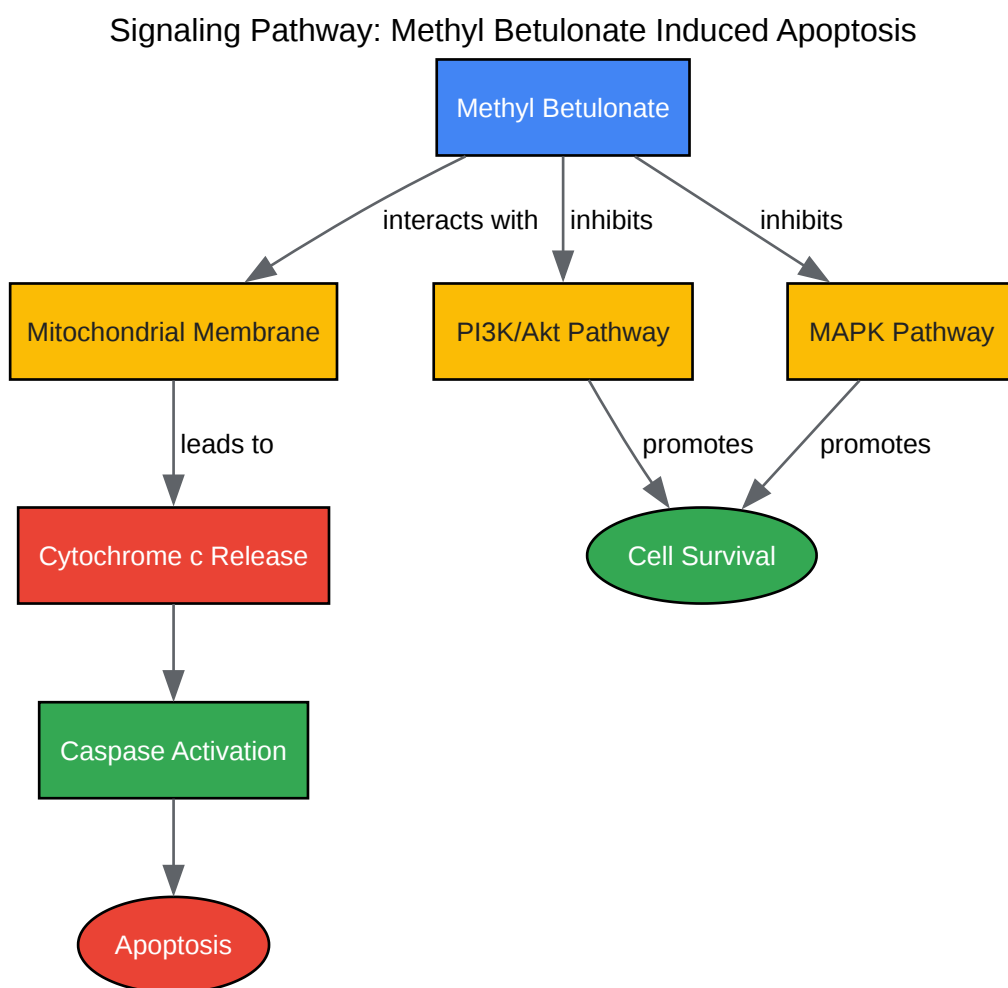 Signaling Pathway: Methyl Betulonate Induced Apoptosis
Methyl Betulonate
interacts with
inhibits
inhibits
Mitochondrial Membrane
PI3K/Akt Pathway
MAPK Pathway
leads to
promotes
promotes
Cytochrome c Release
Cell Survival
Caspase Activation
Apoptosis